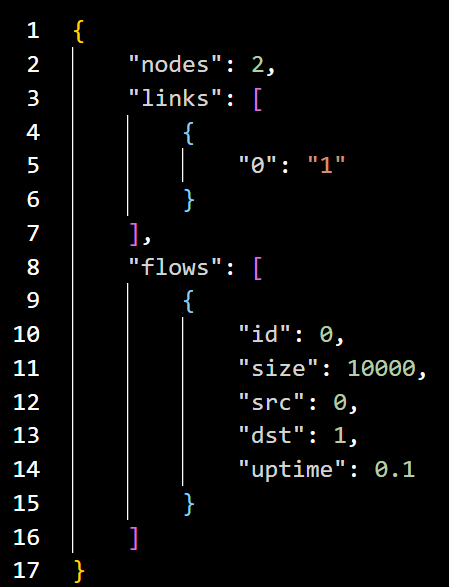 1 {
2     "nodes": 2,
3     "links": [
4         {
5             "0": "1"
6         }
7     ],
8     "flows": [
9         {
10             "id": 0,
11             "size": 10000,
12             "src": 0,
13             "dst": 1,
14             "uptime": 0.1
15         }
16     ]
17 }